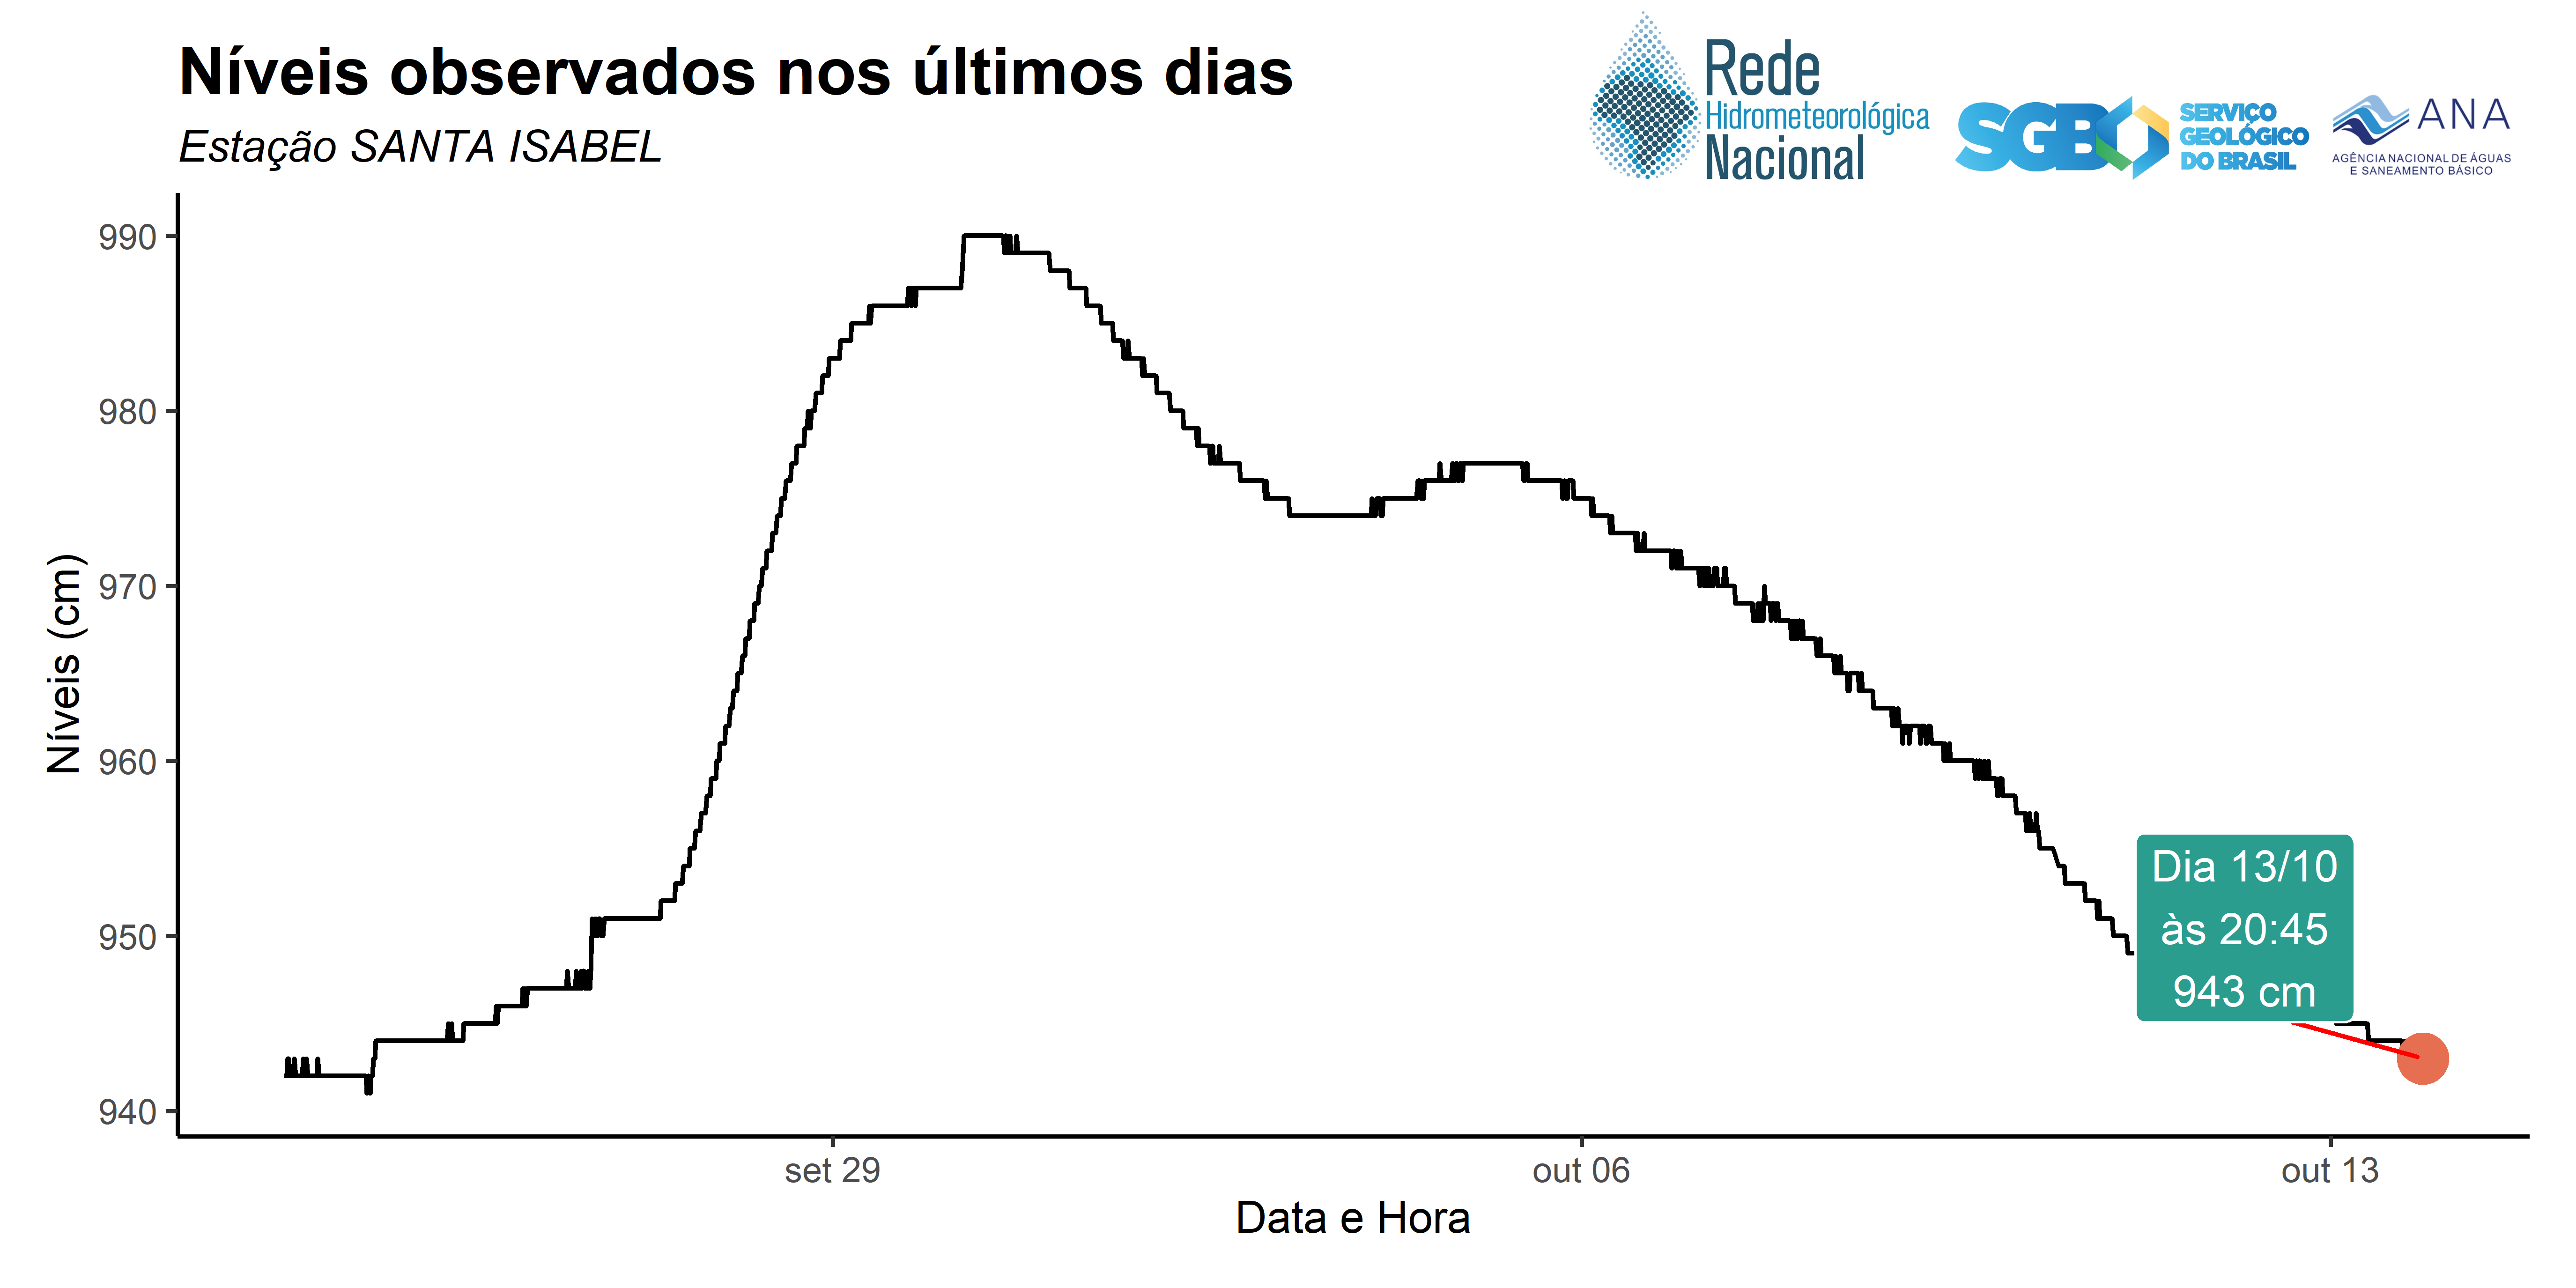 Níveis observados nos últimos dias
Estação SANTA ISABEL
Rede
Hidrometeorológica
Nacional
SGB
SERVIÇO
GEOLÓGICO
DO BRASIL
ANA
AGÊNCIA NACIONAL DE ÁGUAS
E SANEAMENTO BÁSICO
Níveis (cm)
990
980
970
960
950
940
Dia 13/10
às 20:45
943 cm
set 29
out 06
out 13
Data e Hora